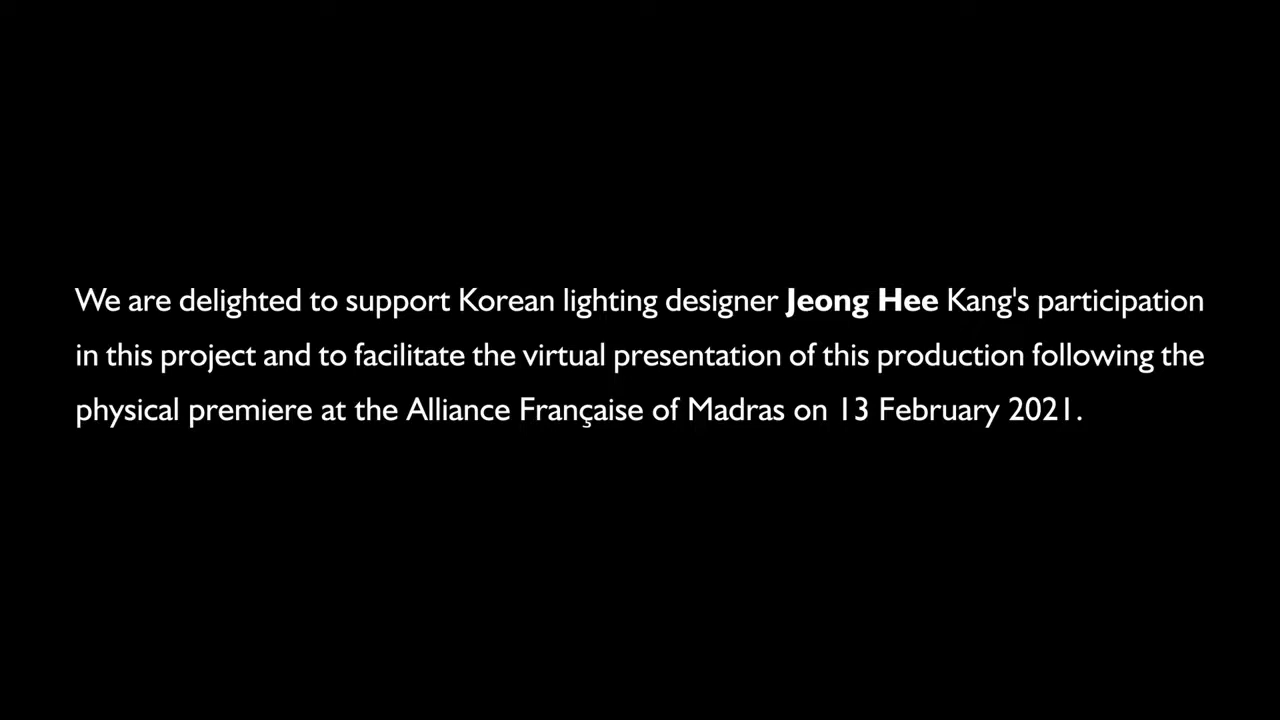 We are delighted to support Korean lighting designer Jeong Hee Kang's participation
in this project and to facilitate the virtual presentation of this production following the
physical premiere at the Alliance Française of Madras on 13 February 2021.